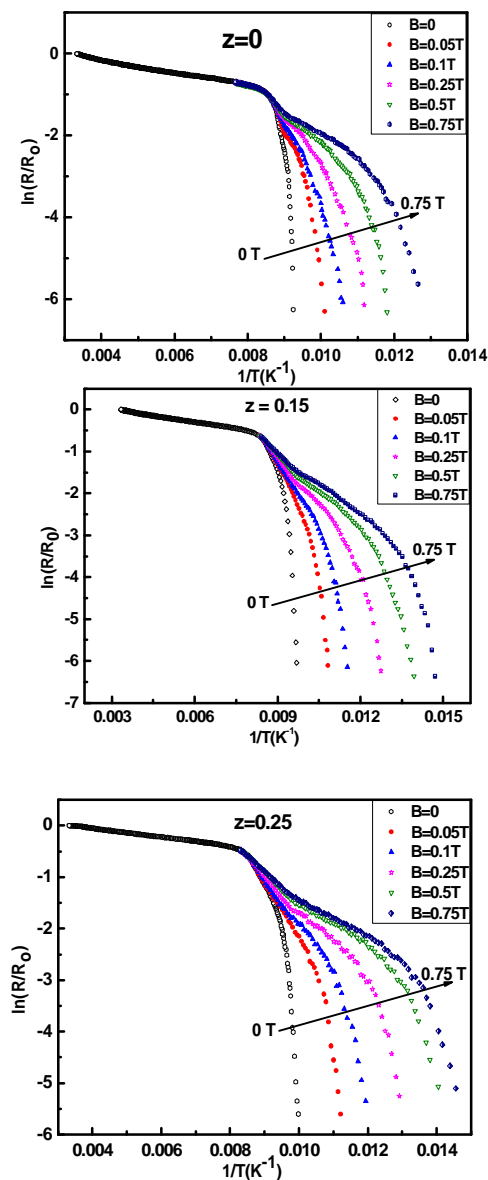 z=0
B=0
B=0.05T
B=0.1T
B=0.25T
B=0.5T
B=0.75T
0
-2
-4
-6
ln(R/Ro)
0 T
0.75 T
0.004 0.006 0.008 0.010 0.012 0.014
1/T(K-1)
z = 0.15
B=0
B=0.05T
B=0.1T
B=0.25T
B=0.5T
B=0.75T
0
-1
-2
-3
-4
-5
-6
-7
ln(R/R0)
0 T
0.75 T
0.003 0.006 0.009 0.012 0.015
1/T(K-1)
z=0.25
B=0
B=0.05T
B=0.1T
B=0.25T
B=0.5T
B=0.75T
0
-1
-2
-3
-4
-5
-6
ln(R/Ro)
0 T
0.75 T
0.004 0.006 0.008 0.010 0.012 0.014
1/T(K-1)